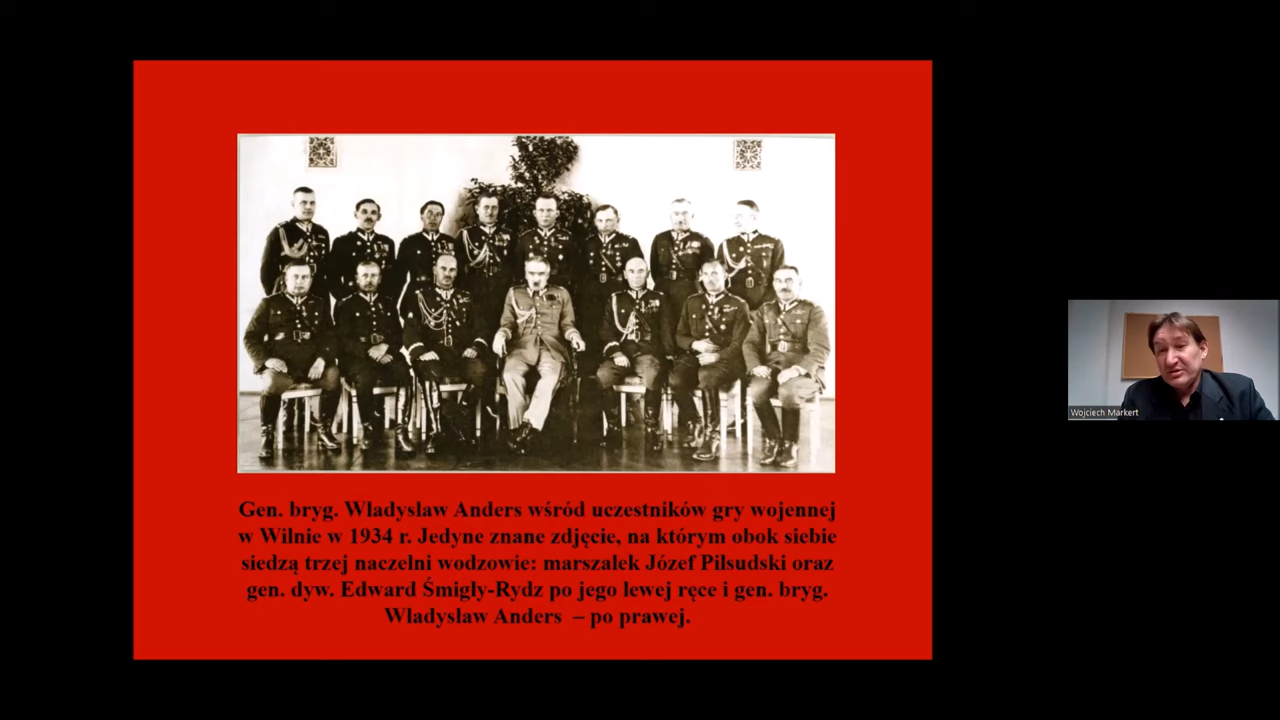 Gen. bryg. Władysław Anders wśród uczestników gry wojennej
w Wilnie w 1934 r. Jedyne znane zdjęcie, na którym obok siebie
siedzą trzej naczelni wodzowie: marszałek Józef Piłsudski oraz
gen. dyw. Edward Śmigły-Rydz po jego lewej ręce i gen. bryg.
Władysław Anders – po prawej.
Wojciech Markert